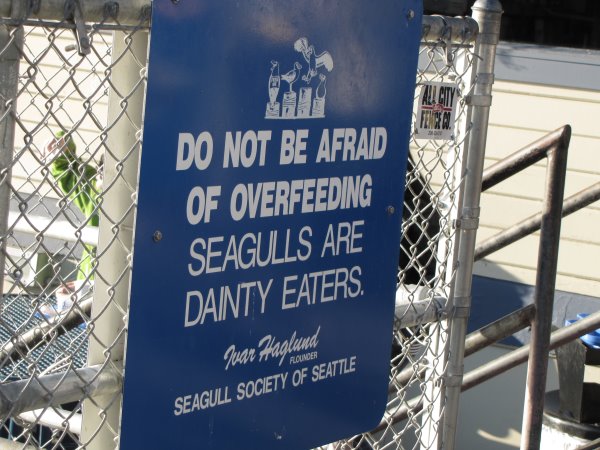 DO NOT BE AFRAID
OF OVERFEEDING
SEAGULLS ARE
DAINTY EATERS.
Ivar Haglund
FLOUNDER
SEAGULL SOCIETY OF SEATTLE
ALL CITY
FENCE CO.